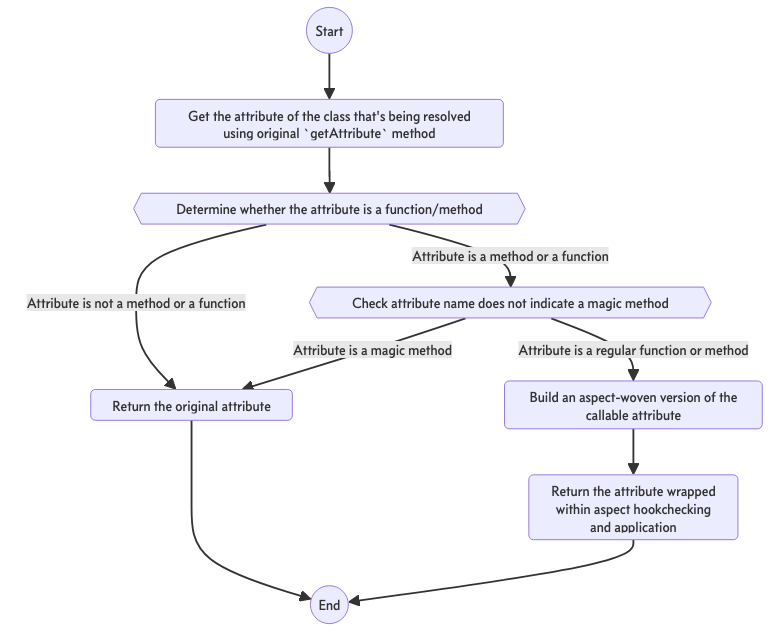 Start
Get the attribute of the class that's being resolved
using original `getAttribute` method
Determine whether the attribute is a function/method
Attribute is a method or a function
Attribute is not a method or a function
Check attribute name does not indicate a magic method
Attribute is a magic method
Attribute is a regular function or method
Return the original attribute
Build an aspect-woven version of the
callable attribute
Return the attribute wrapped
within aspect hookchecking
and application
End